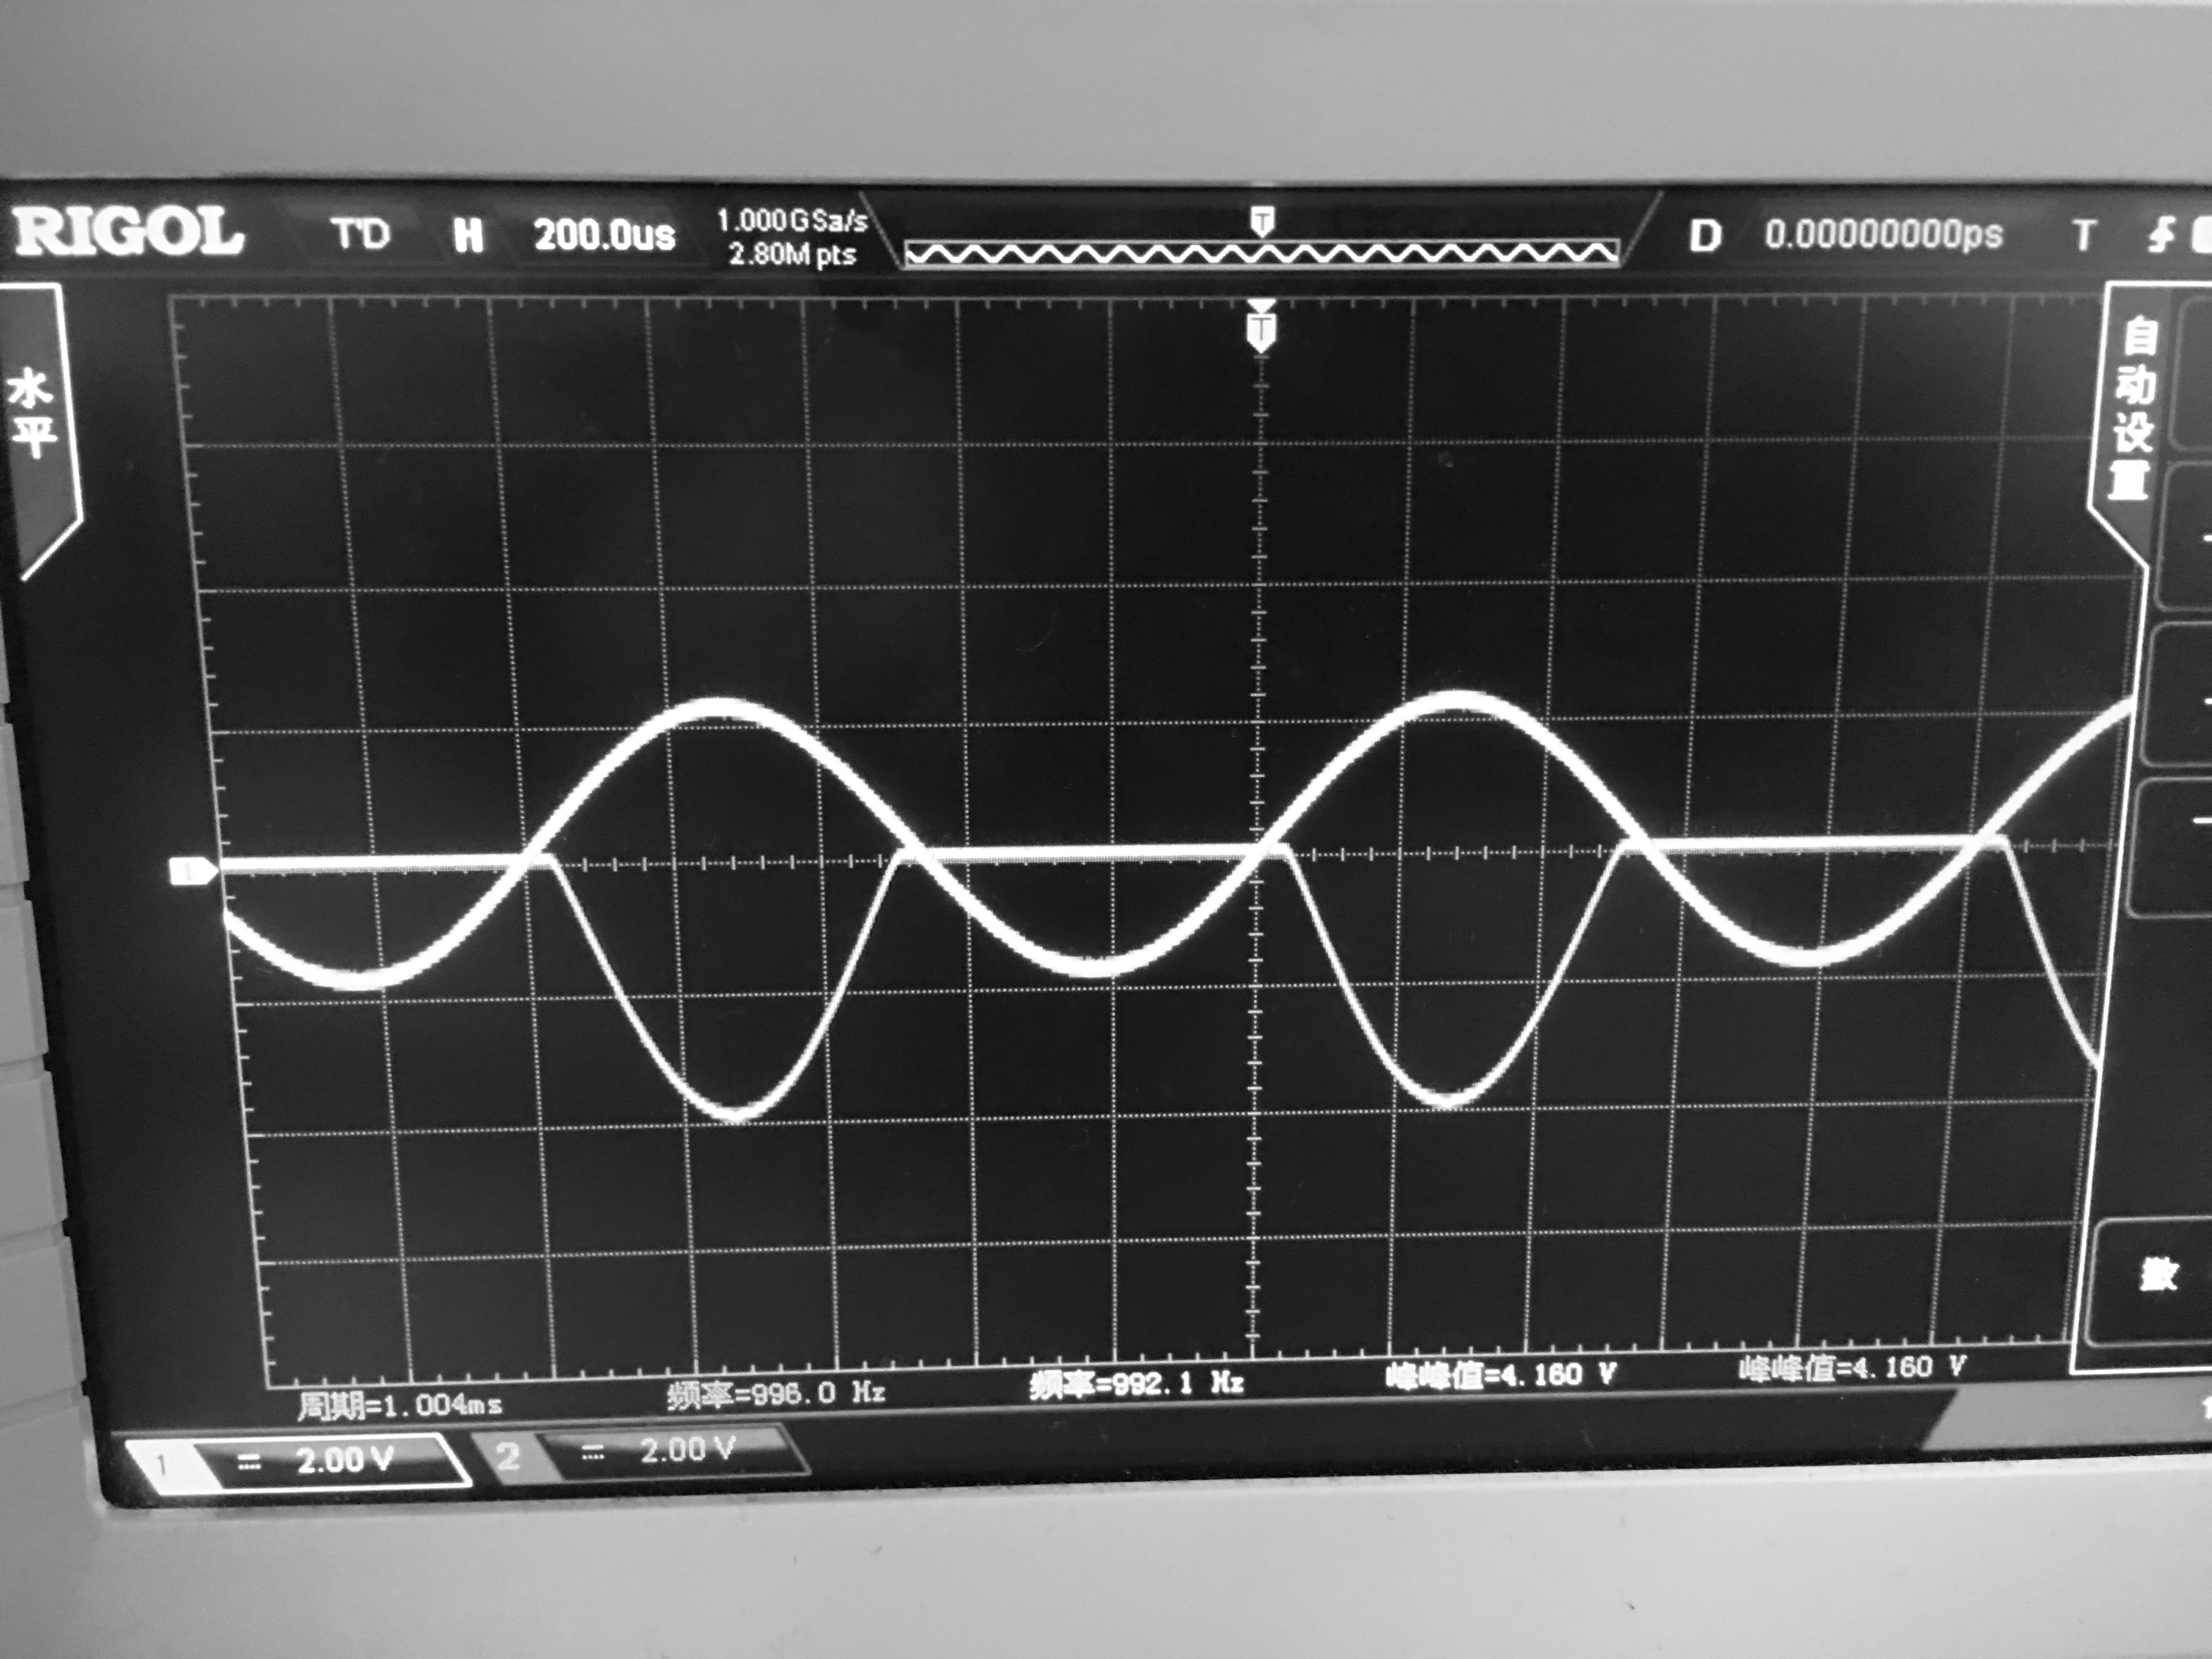 RIGOL T'D H 200.0us 1.000GSa/s 2.80M pts T D 0.00000000ps T
T
水平
自动设置
1
数
周期=1.004ms 频率=996.0 Hz 频率=992.1 Hz 峰峰值=4.160 V 峰峰值=4.160 V
1 2.00 V 2 2.00 V